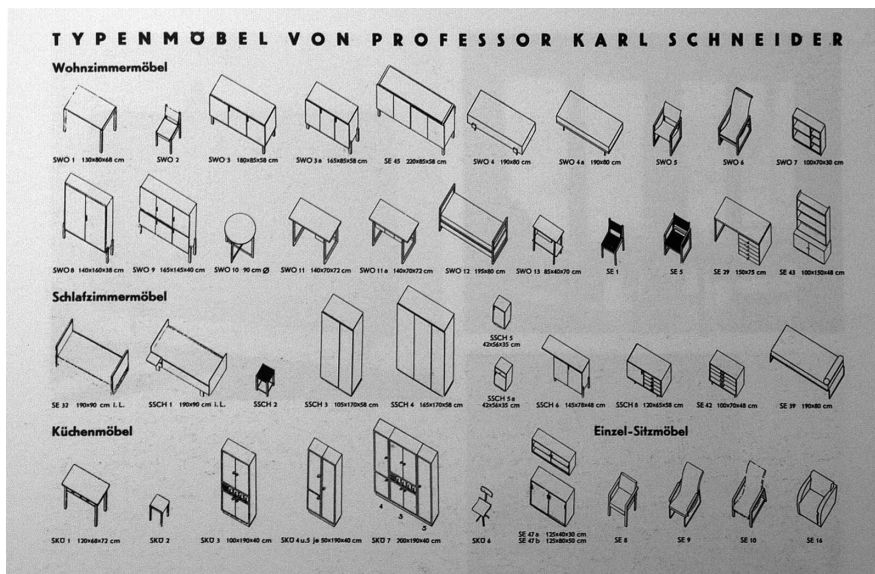 TYPENMÖBEL VON PROFESSOR KARL SCHNEIDER
Wohnzimmermöbel
SWO 1 130×80×68 cm SWO 2 SWO 3 180×85×58 cm SWO 3a 165×85×58 cm SE 45 220×85×58 cm SWO 4 190×80 cm SWO 4a 190×80 cm SWO 5 SWO 6 SWO 7 100×70×30 cm
SWO 8 140×160×38 cm SWO 9 165×145×40 cm SWO 10 90 cm Ø SWO 11 140×70×72 cm SWO 11a 140×70×72 cm SWO 12 195×80 cm SWO 13 85×40×70 cm SE 1 SE 5 SE 29 150×75 cm SE 43 100×150×48 cm
Schlafzimmermöbel
SSCH 5
42×56×35 cm
SE 32 190×90 cm i. L. SSCH 1 190×90 cm i. L. SSCH 2 SSCH 3 105×170×58 cm SSCH 4 165×170×58 cm SSCH 5a
42×56×35 cm
SSCH 6 145×78×48 cm SSCH 8 120×65×58 cm SE 42 100×70×48 cm SE 39 190×80 cm
Küchenmöbel Einzel-Sitzmöbel
4 5 5
SKÜ 1 120×68×72 cm SKÜ 2 SKÜ 3 100×190×40 cm SKÜ 4 u. 5 je 50×190×40 cm SKÜ 7 200×190×40 cm SKÜ 6 SE 47a 125×40×30 cm
SE 47b 125×80×50 cm
SE 8 SE 9 SE 10 SE 16